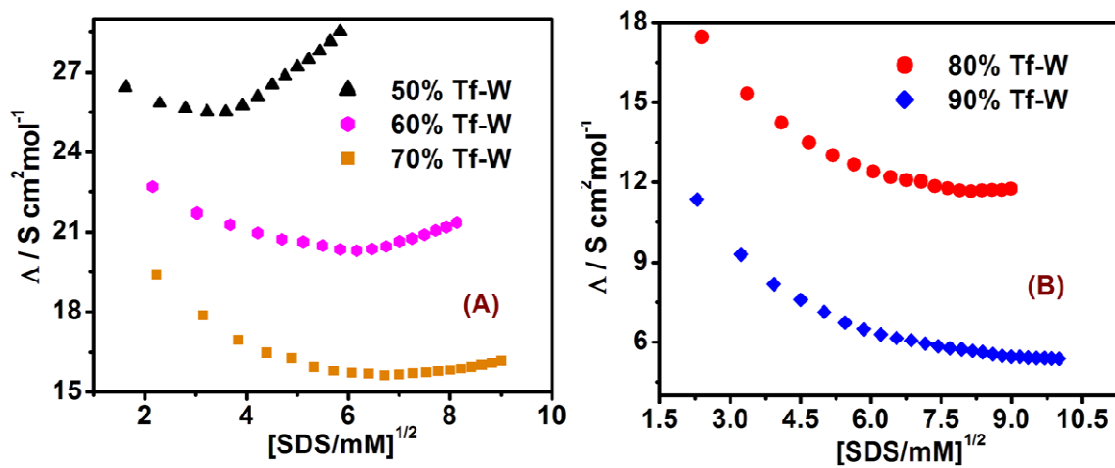 (A)
27
24
21
18
15
2
4
6
8
10
Λ / S cm²mol⁻¹
[SDS/mM]¹/²
50% Tf-W
60% Tf-W
70% Tf-W
(B)
18
15
12
9
6
1.5
3.0
4.5
6.0
7.5
9.0
10.5
Λ / S cm²mol⁻¹
[SDS/mM]¹/²
80% Tf-W
90% Tf-W